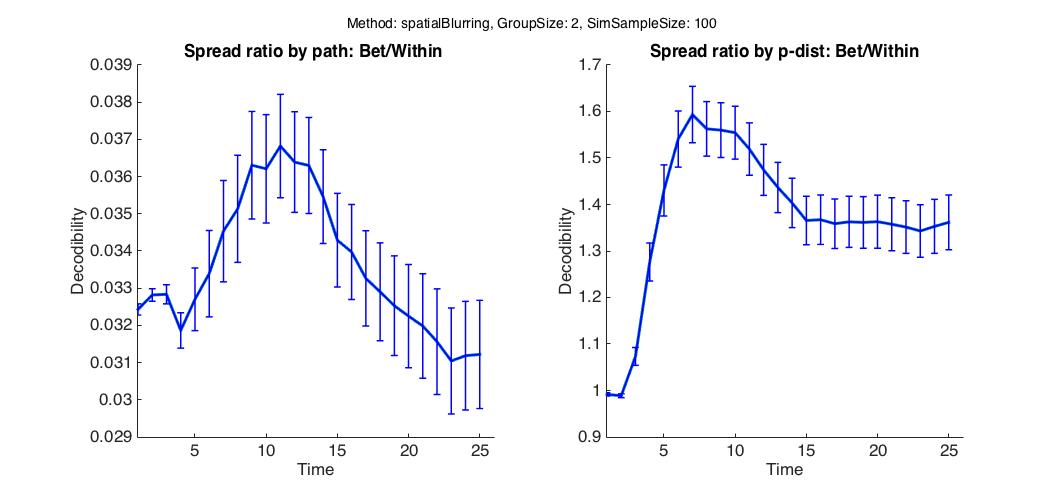 Method: spatialBlurring, GroupSize: 2, SimSampleSize: 100
Spread ratio by path: Bet/Within
0.039
0.038
0.037
0.036
0.035
0.034
0.033
0.032
0.031
0.03
0.029
Decodibility
5 10 15 20 25
Time
Spread ratio by p-dist: Bet/Within
1.7
1.6
1.5
1.4
1.3
1.2
1.1
1
0.9
Decodibility
5 10 15 20 25
Time